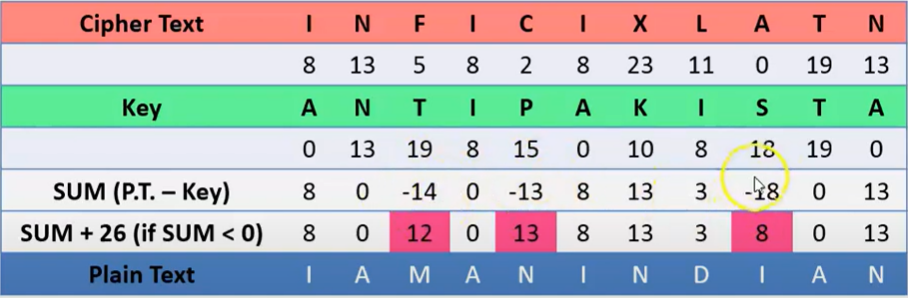 Cipher Text I N F I C I X L A T N
8 13 5 8 2 8 23 11 0 19 13
Key A N T I P A K I S T A
0 13 19 8 15 0 10 8 18 19 0
SUM (P.T. – Key) 8 0 -14 0 -13 8 13 3 -18 0 13
SUM + 26 (if SUM < 0) 8 0 12 0 13 8 13 3 8 0 13
Plain Text I A M A N I N D I A N